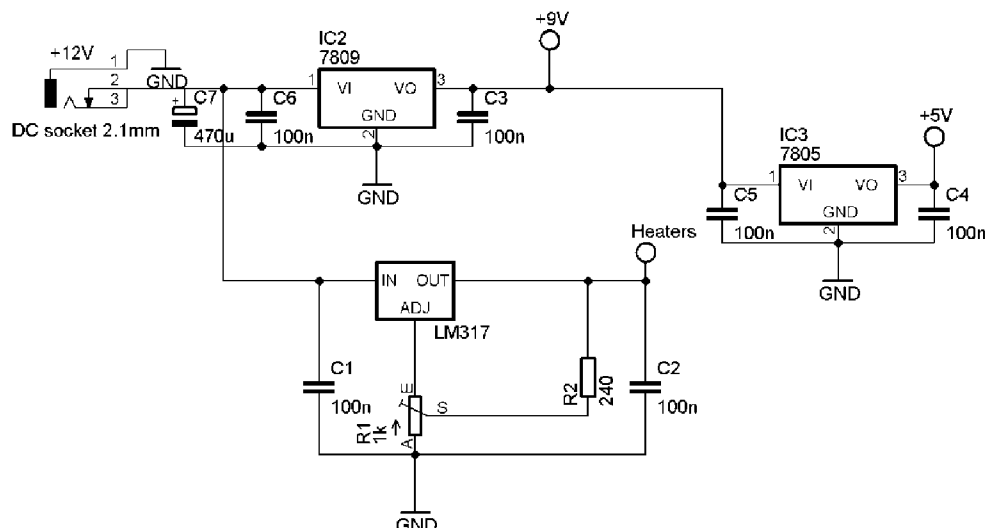 +9V
IC2
7809
+12V
1
GND
2
3
DC socket 2.1mm
+
C7
470u
C6
100n
1
VI
VO
3
GND
2
C3
100n
GND
+5V
IC3
7805
1
VI
VO
3
GND
2
C5
100n
C4
100n
GND
Heaters
IN
OUT
ADJ
LM317
C1
100n
E
S
A
R1
1k
R2
240
C2
100n
GND